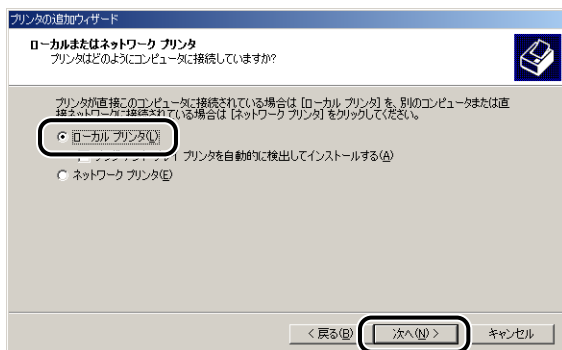 プリンタの追加ウィザード
ローカルまたはネットワーク プリンタ
プリンタはどのようにコンピュータに接続していますか?
プリンタが直接このコンピュータに接続されている場合は [ローカル プリンタ] を、別のコンピュータまたは直
接ネットワークに接続されている場合は [ネットワーク プリンタ] をクリックしてください。
ローカル プリンタ(L)
プリンタを自動的に検出してインストールする(A)
ネットワーク プリンタ(E)
< 戻る(B)
次へ(N) >
キャンセル